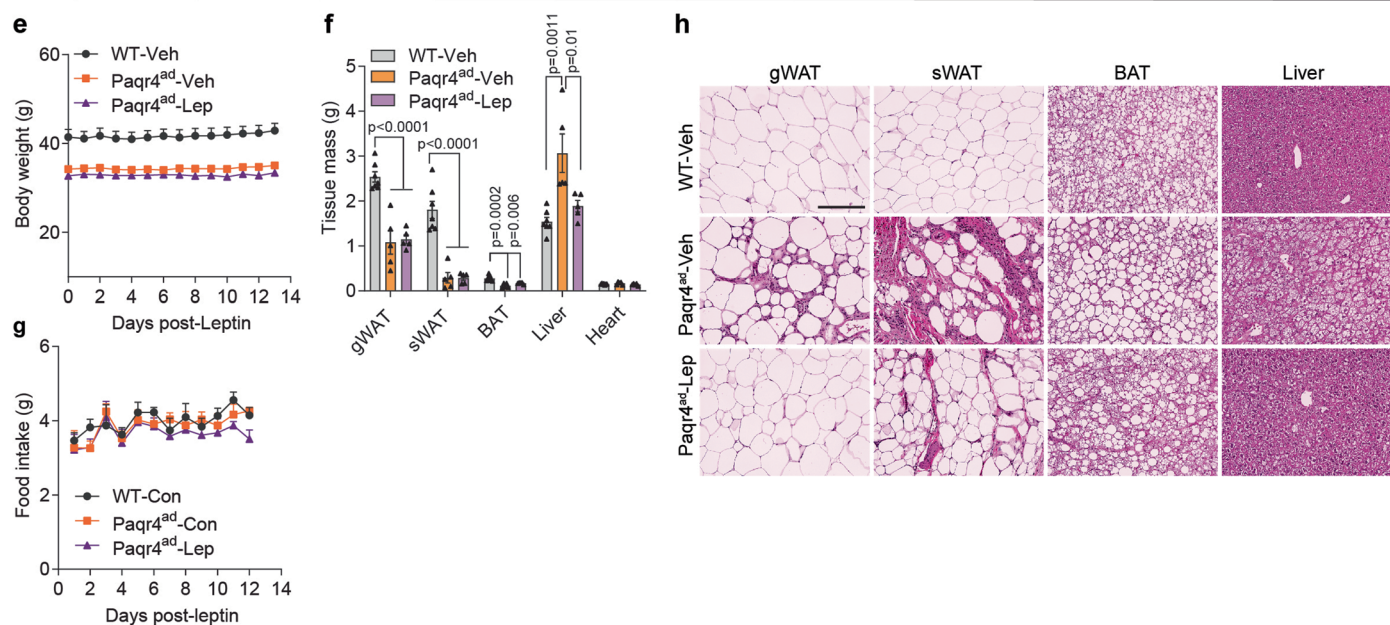 e
WT-Veh
Paqr4ad-Veh
Paqr4ad-Lep
Body weight (g)
60
40
20
0 2 4 6 8 10 12 14
Days post-Leptin
f
WT-Veh
Paqr4ad-Veh
Paqr4ad-Lep
Tissue mass (g)
5
4
3
2
1
0
p<0.0001
p<0.0001
p=0.0002
p=0.006
p=0.0011
p=0.01
gWAT
sWAT
BAT
Liver
Heart
g
Food intake (g)
6
4
2
0
WT-Con
Paqr4ad-Con
Paqr4ad-Lep
0 2 4 6 8 10 12 14
Days post-leptin
h
gWAT sWAT BAT Liver
WT-Veh
Paqr4ad-Veh
Paqr4ad-Lep